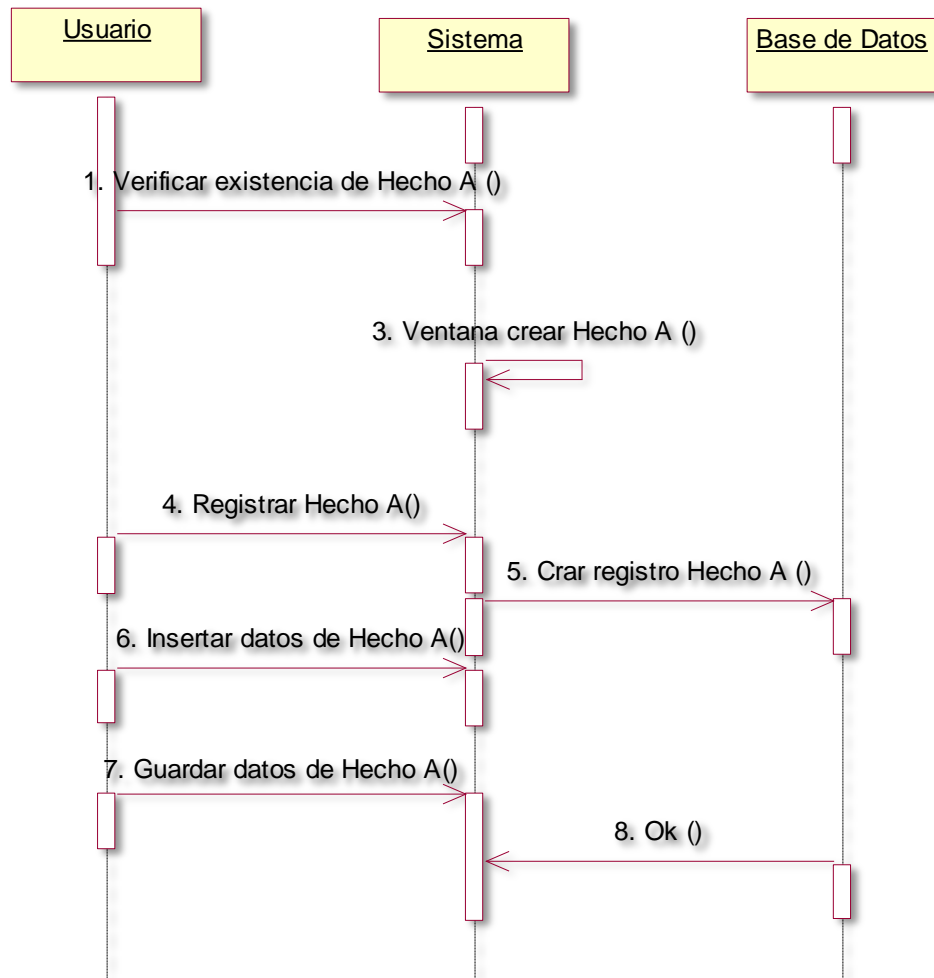 Usuario
Sistema
Base de Datos
1. Verificar existencia de Hecho A ()
3. Ventana crear Hecho A ()
4. Registrar Hecho A()
5. Crar registro Hecho A ()
6. Insertar datos de Hecho A()
7. Guardar datos de Hecho A()
8. Ok ()